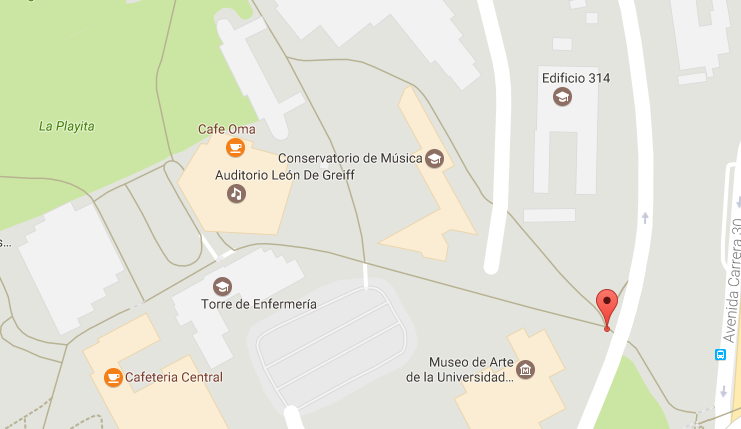 Edificio 314
La Playita
Cafe Oma
Conservatorio de Música
Auditorio León De Greiff
s...
Avenida Carrera 30
Torre de Enfermería
Museo de Arte
de la Universidad...
Cafeteria Central